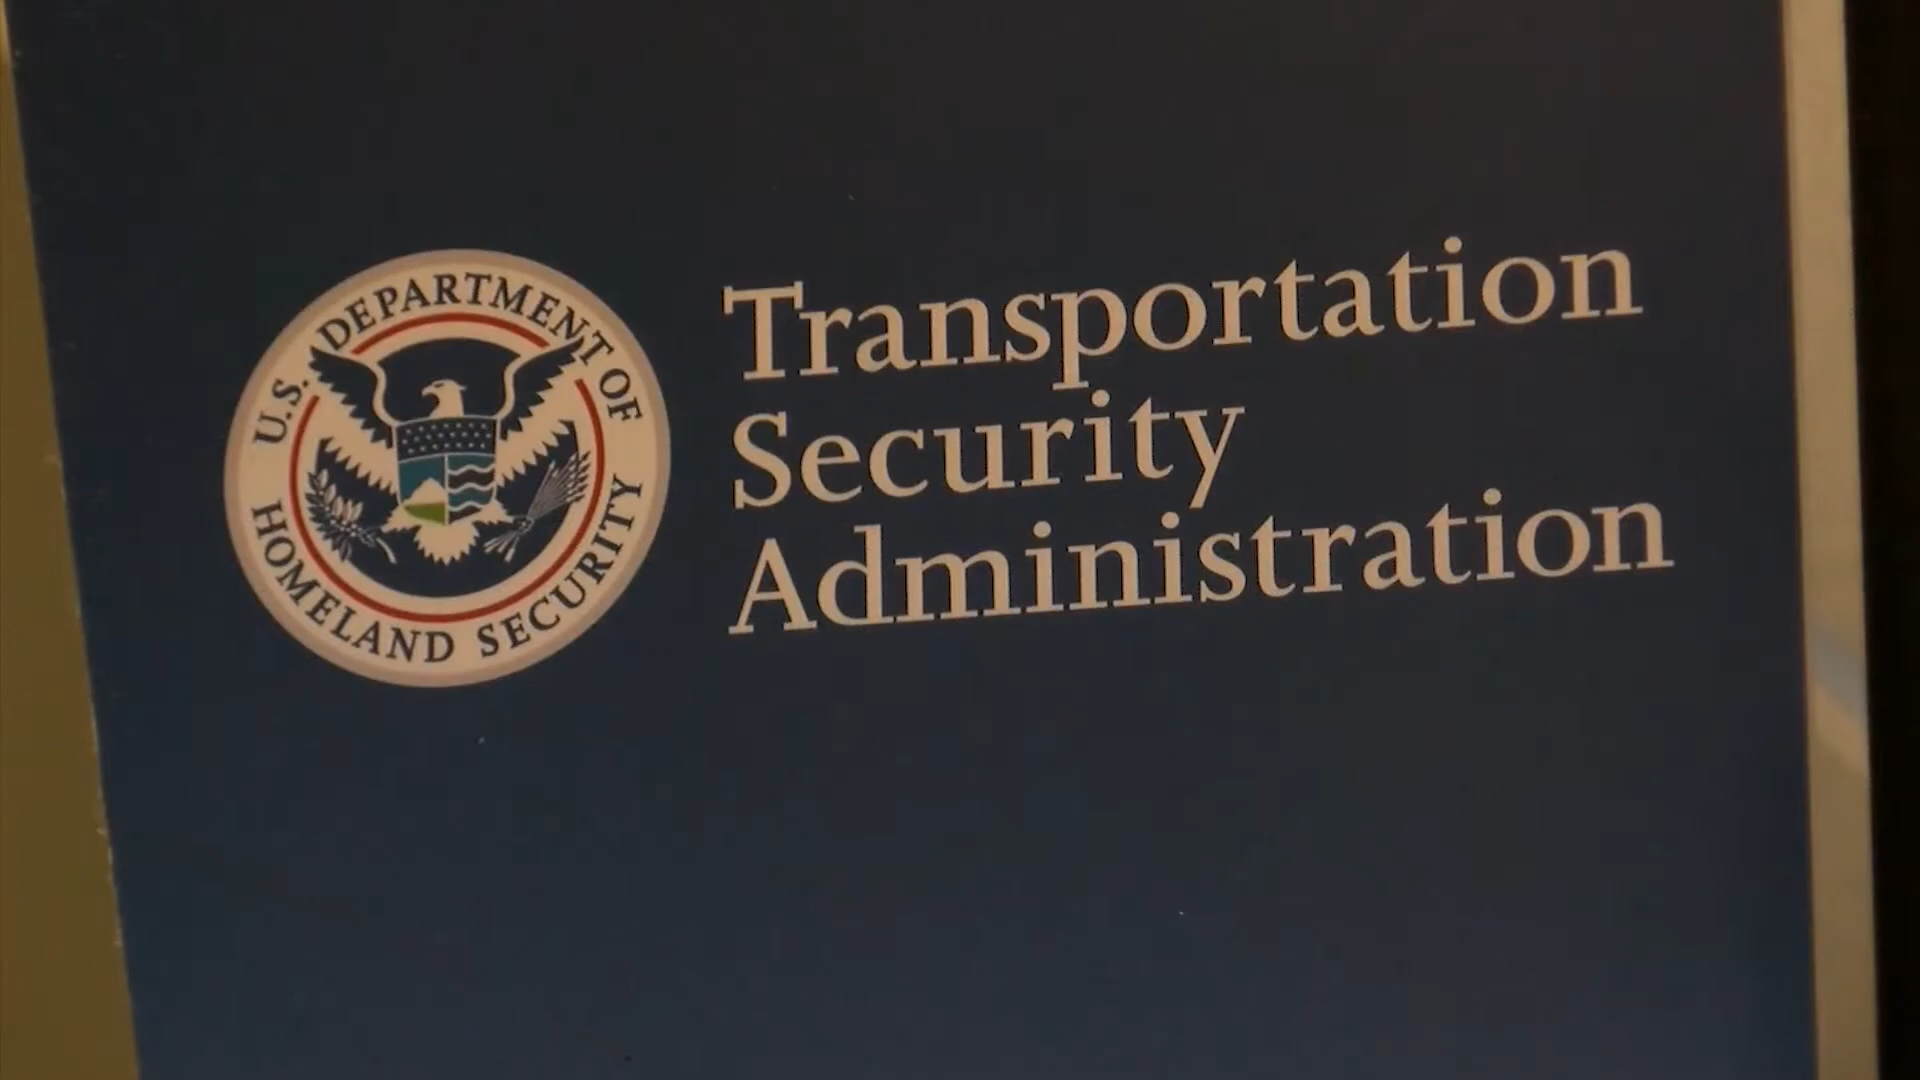 U.S. DEPARTMENT OF
HOMELAND SECURITY
Transportation
Security
Administration